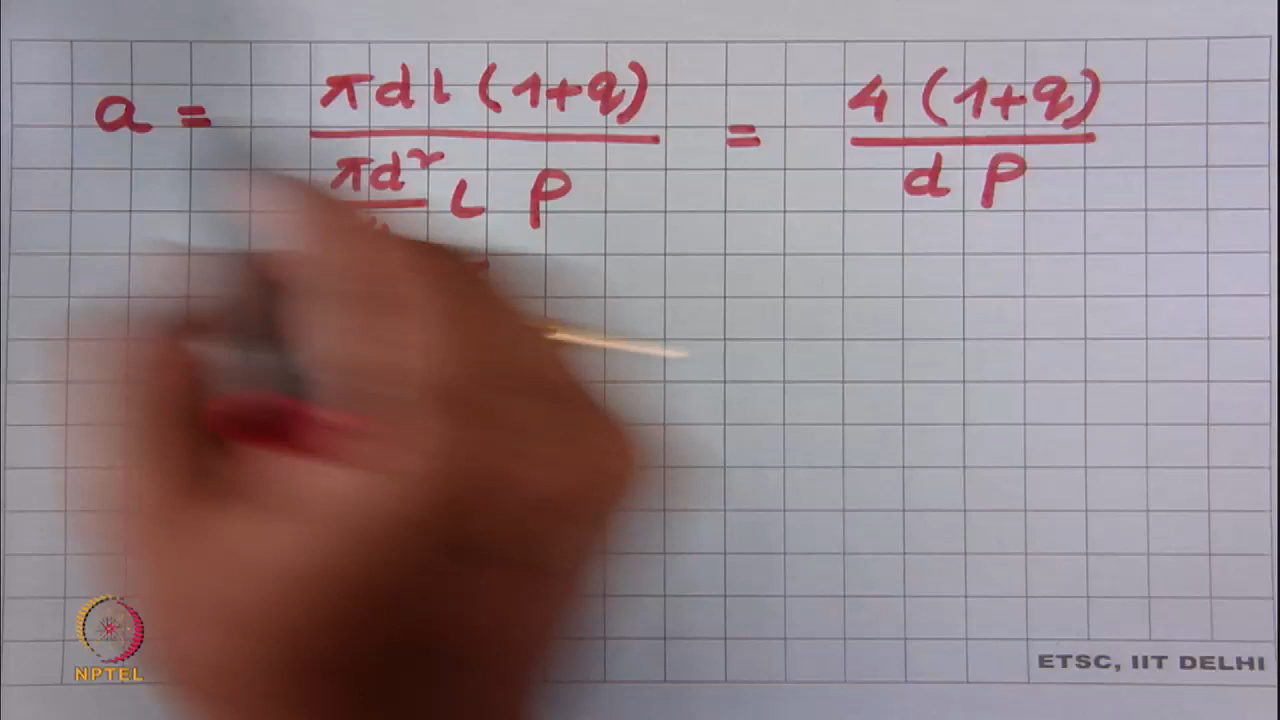 a = πdl (1+q) / πd² L ρ = 4 (1+q) / d ρ
NPTEL
ETSC, IIT DELHI